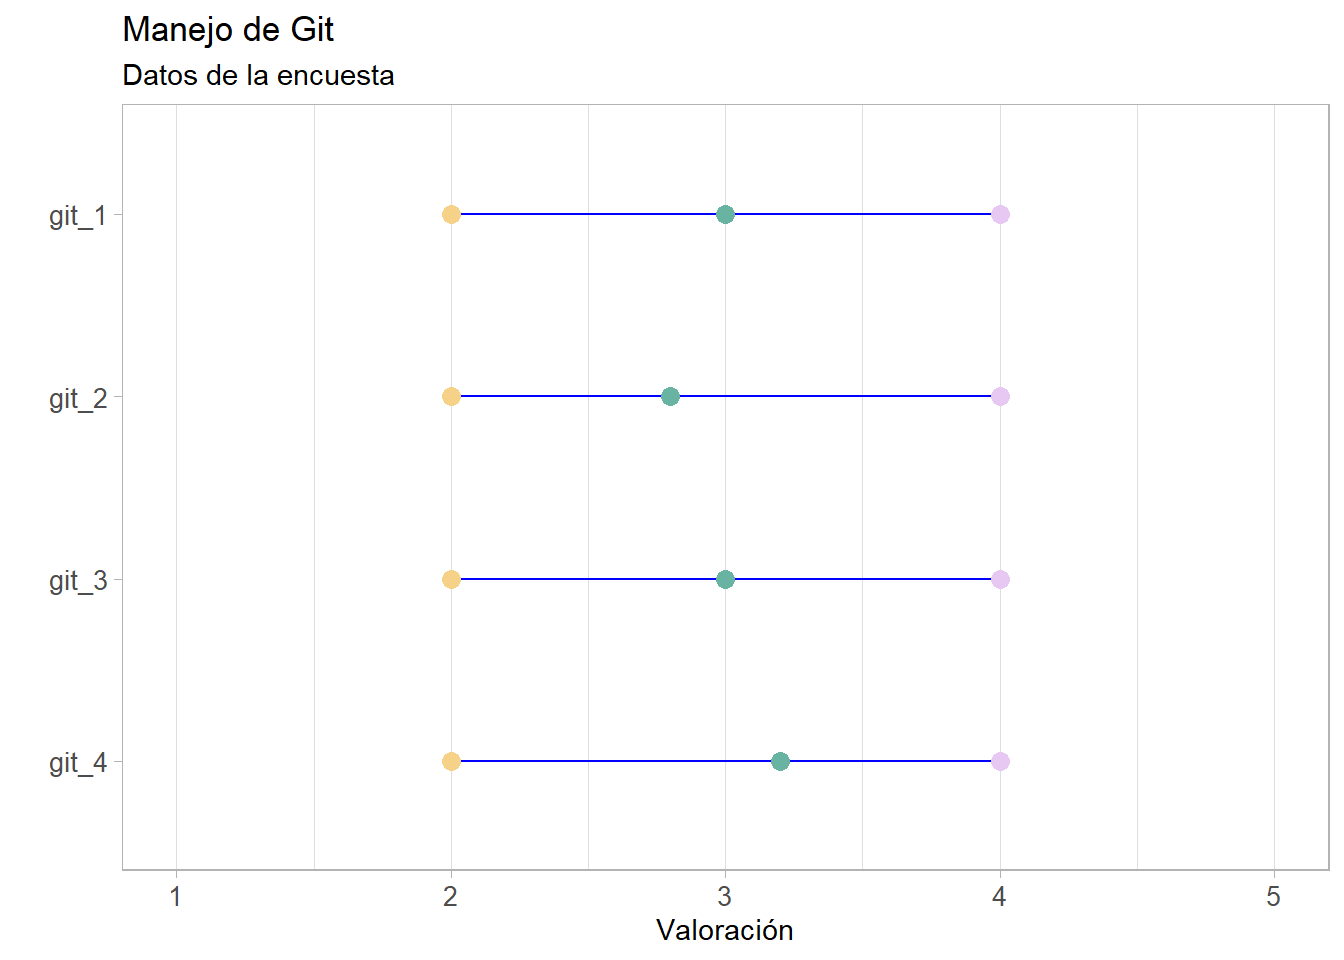 Manejo de Git
Datos de la encuesta
git_1
git_2
git_3
git_4
1 2 3 4 5
Valoración